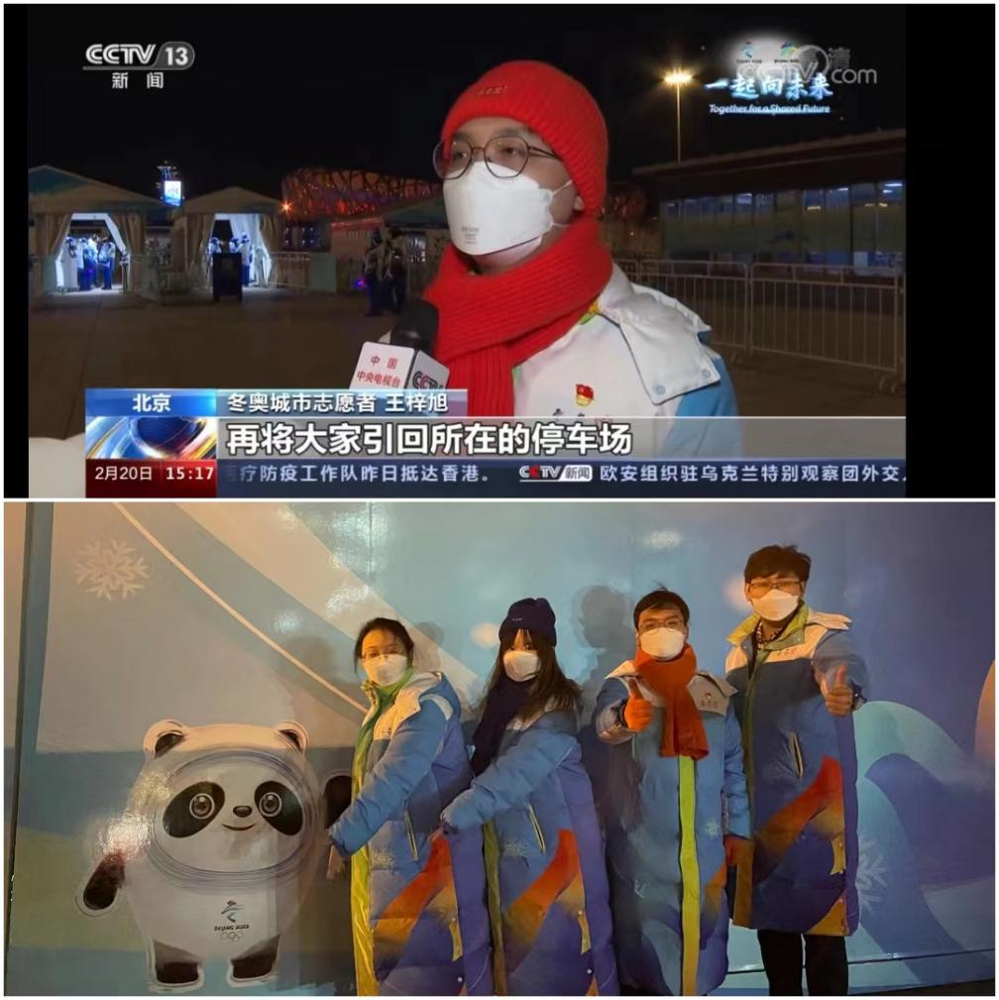 CCTV 13
新闻
cctv.com
一起向未来
Together for a Shared Future
中国
中央电视台
CCTV
北京
冬奥城市志愿者 王梓旭
再将大家引回所在的停车场
2月20日 15:17
疗防疫工作队昨日抵达香港。 CCTV新闻 欧安组织驻乌克兰特别观察团外交
BEIJING 2022